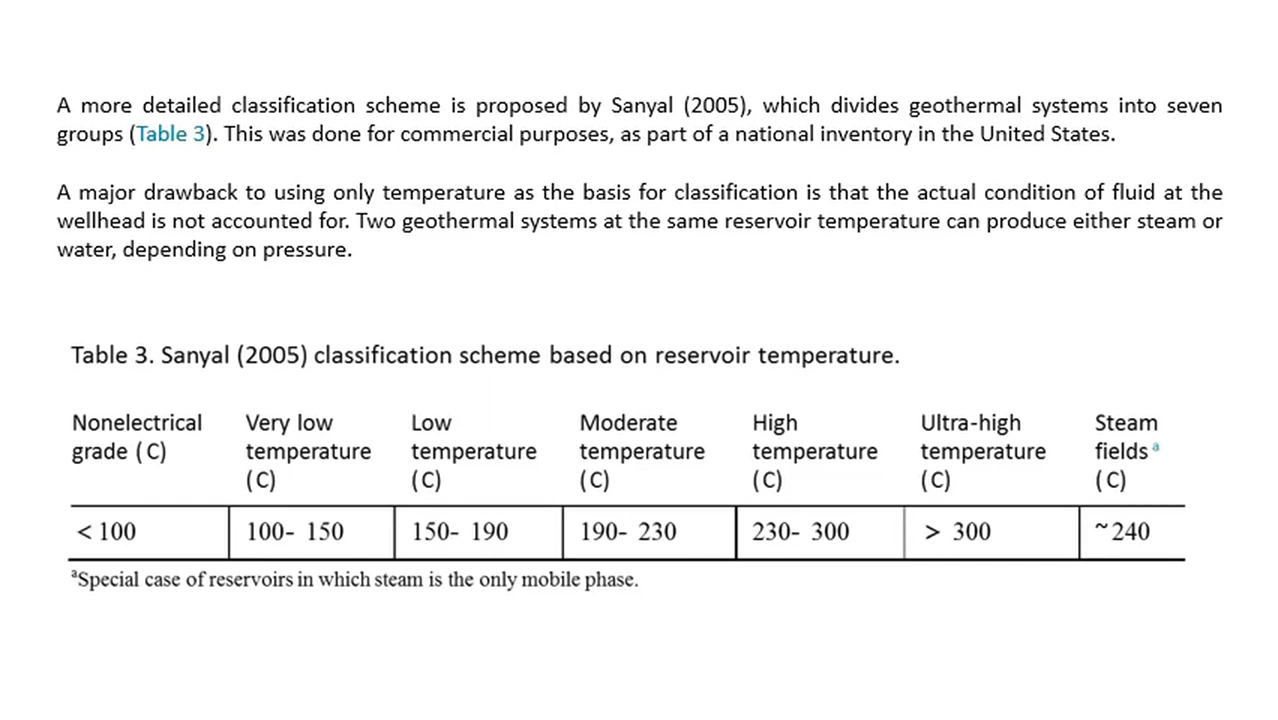 A more detailed classification scheme is proposed by Sanyal (2005), which divides geothermal systems into seven
groups (Table 3). This was done for commercial purposes, as part of a national inventory in the United States.
A major drawback to using only temperature as the basis for classification is that the actual condition of fluid at the
wellhead is not accounted for. Two geothermal systems at the same reservoir temperature can produce either steam or
water, depending on pressure.
Table 3. Sanyal (2005) classification scheme based on reservoir temperature.
Nonelectrical Very low Low Moderate High Ultra-high Steam
grade (C) temperature temperature temperature temperature temperature fields a
(C) (C) (C) (C) (C) (C)
< 100 100- 150 150- 190 190- 230 230- 300 > 300 ~240
aSpecial case of reservoirs in which steam is the only mobile phase.